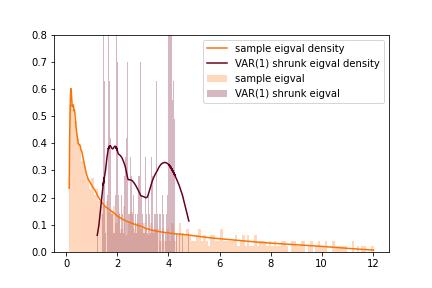 0.8
0.7
0.6
0.5
0.4
0.3
0.2
0.1
0.0
0 2 4 6 8 10 12
sample eigval density
VAR(1) shrunk eigval density
sample eigval
VAR(1) shrunk eigval